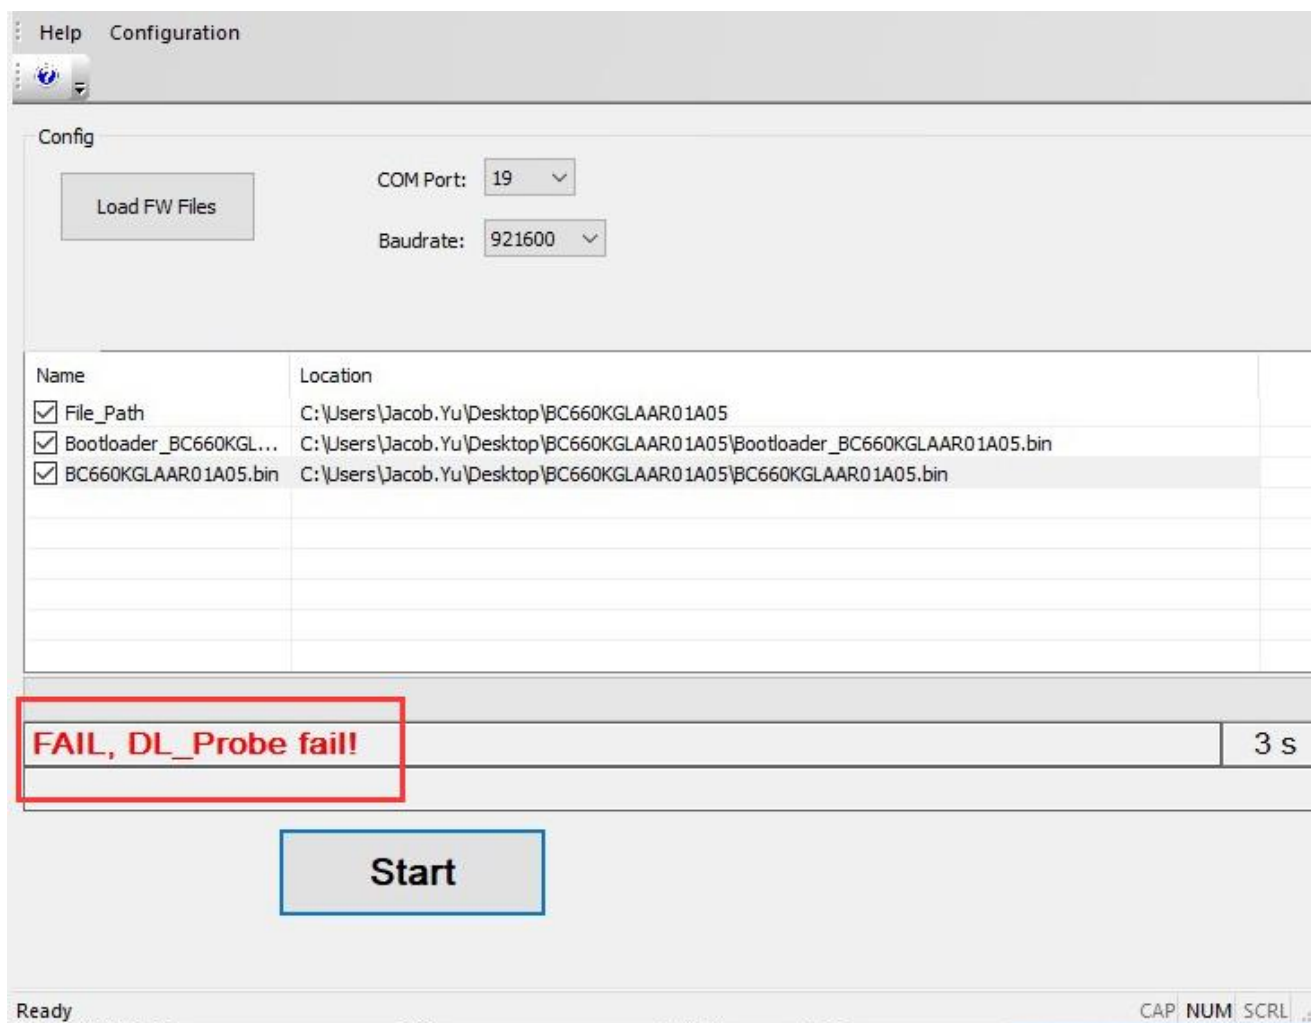 Help Configuration
Config
Load FW Files
COM Port: 19
Baudrate: 921600
Name Location
File_Path C:\Users\Jacob.Yu\Desktop\BC660KGLAAR01A05
Bootloader_BC660KGL... C:\Users\Jacob.Yu\Desktop\BC660KGLAAR01A05\Bootloader_BC660KGLAAR01A05.bin
BC660KGLAAR01A05.bin C:\Users\Jacob.Yu\Desktop\BC660KGLAAR01A05\BC660KGLAAR01A05.bin
FAIL, DL_Probe fail! 3 s
Start
Ready CAP NUM SCRL